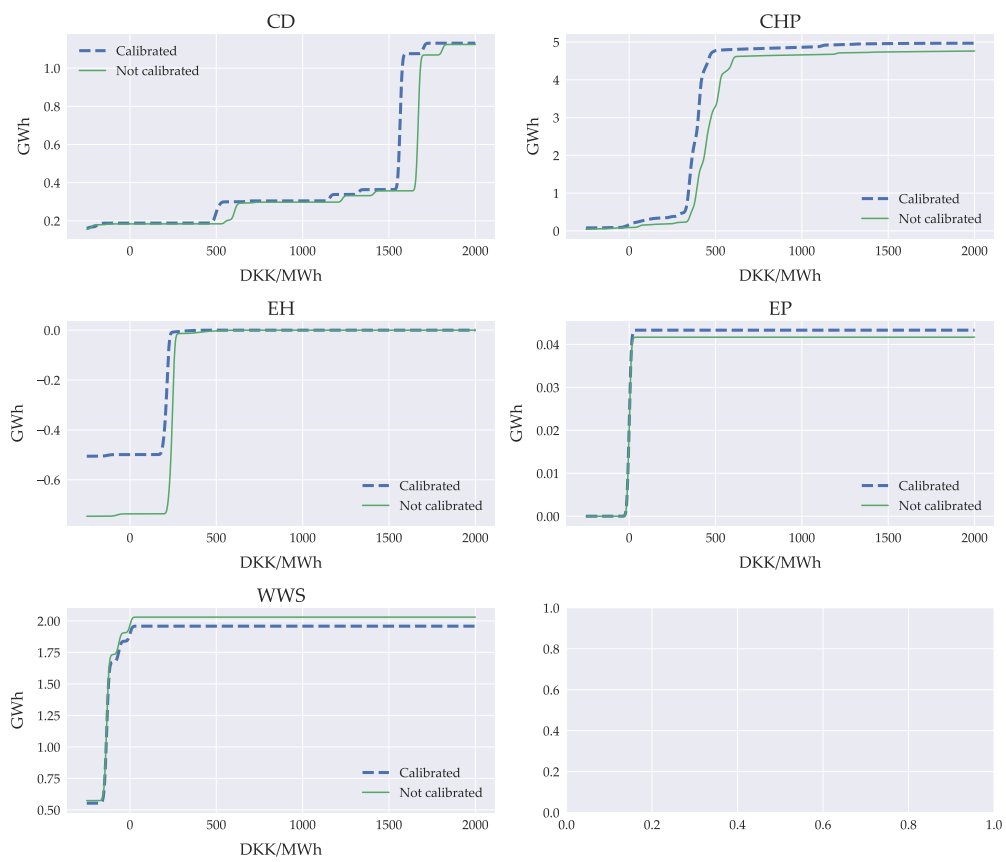 CD
GWh
1.0
0.8
0.6
0.4
0.2
Calibrated
Not calibrated
0 500 1000 1500 2000
DKK/MWh
CHP
GWh
5
4
3
2
1
0
Calibrated
Not calibrated
0 500 1000 1500 2000
DKK/MWh
EH
GWh
0.0
−0.2
−0.4
−0.6
Calibrated
Not calibrated
0 500 1000 1500 2000
DKK/MWh
EP
GWh
0.04
0.03
0.02
0.01
0.00
Calibrated
Not calibrated
0 500 1000 1500 2000
DKK/MWh
WWS
GWh
2.00
1.75
1.50
1.25
1.00
0.75
0.50
Calibrated
Not calibrated
0 500 1000 1500 2000
DKK/MWh
1.0
0.8
0.6
0.4
0.2
0.0
0.0 0.2 0.4 0.6 0.8 1.0